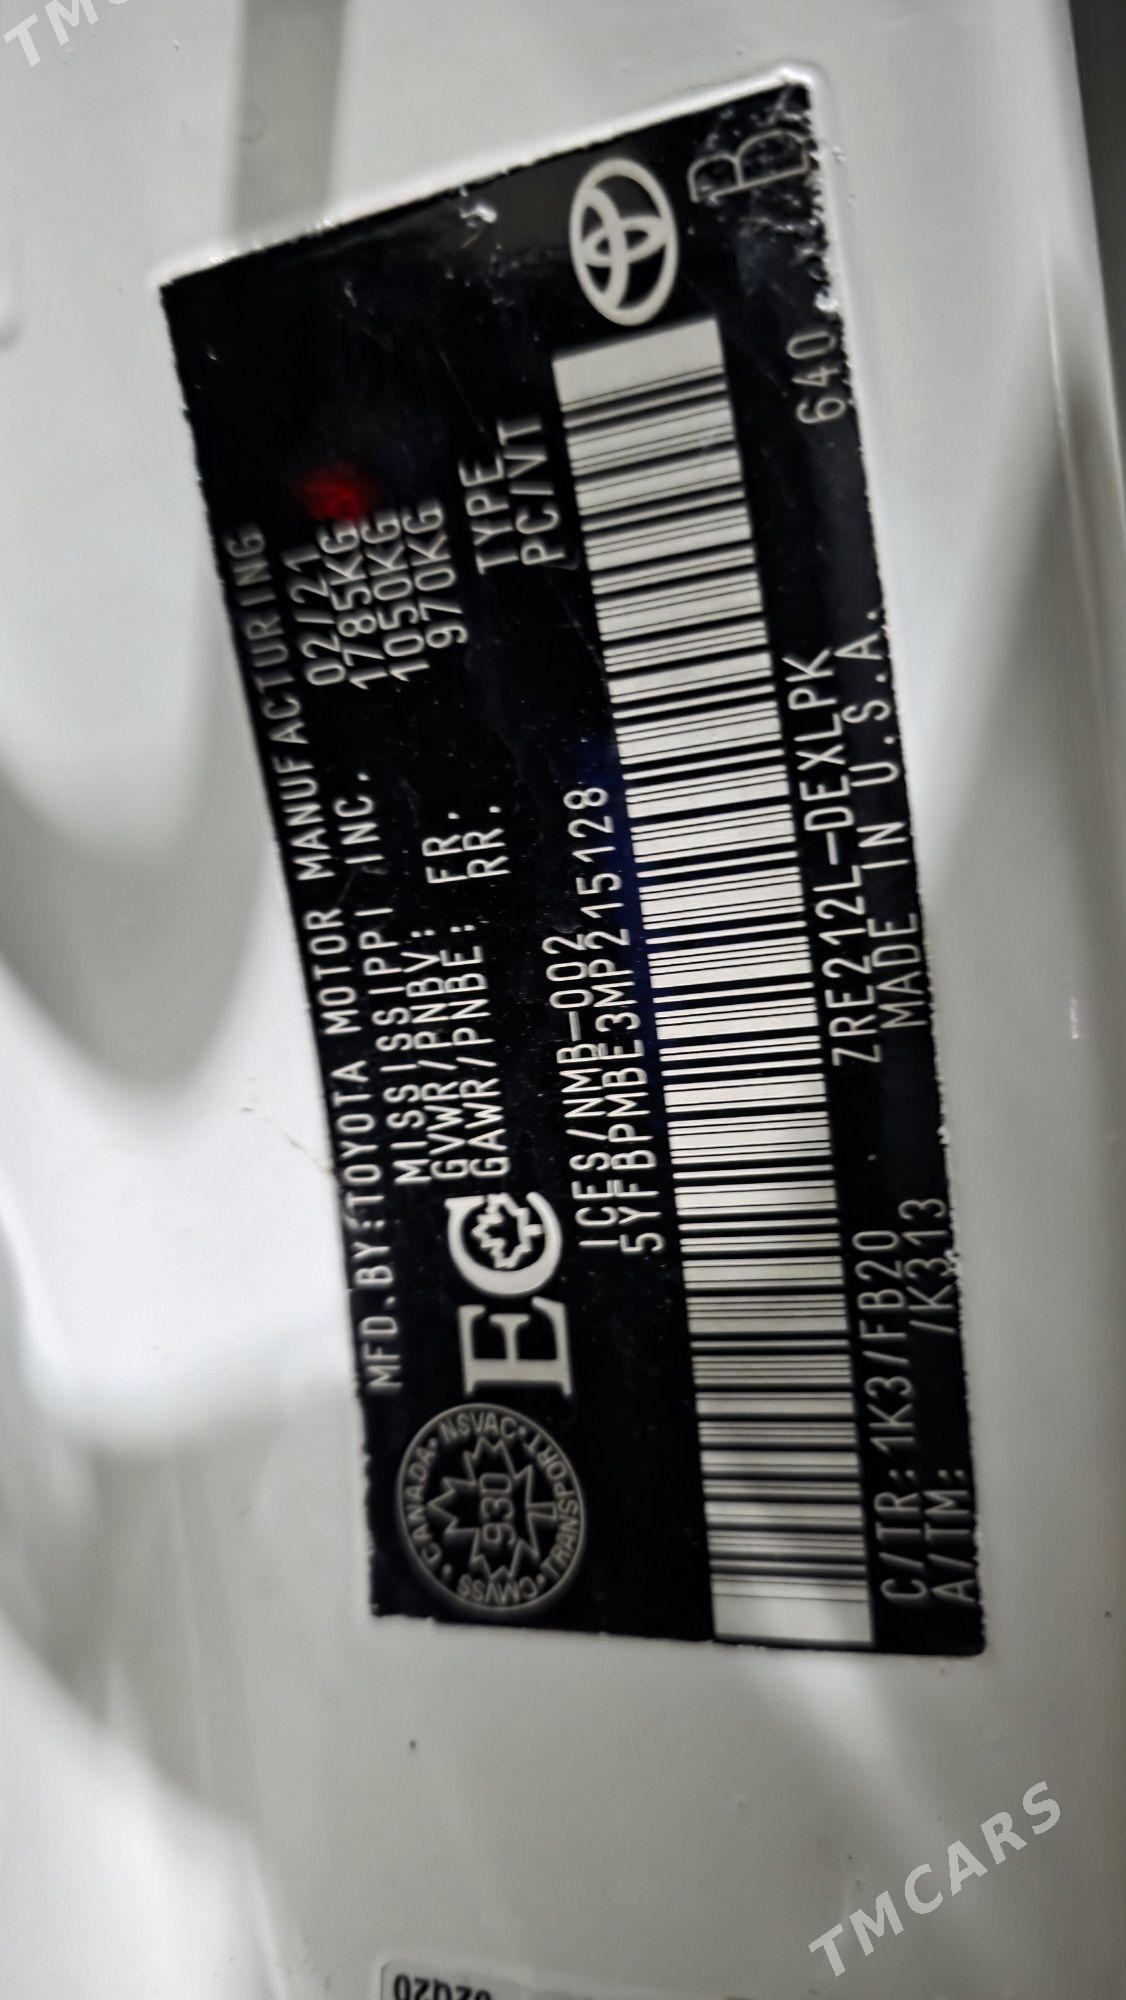 MFD.BY:TOYOTA MOTOR MANUFACTURING
MISSISSIPPI INC. 02/21
GVWR/PNBV: 1785KG
GAWR/PNBE: FR. 1050KG
RR. 970KG
CANADA • NSVAC • TRANSPORT • CMVSS •
930
EC
ICES/NMB-002
TYPE
5YFBPMBE3MP215128
PC/VT
C/TR: 1K3/FB20
ZRE212L-DEXLPK
640
B
A/TM: /K313
MADE IN U.S.A.
TMCARS